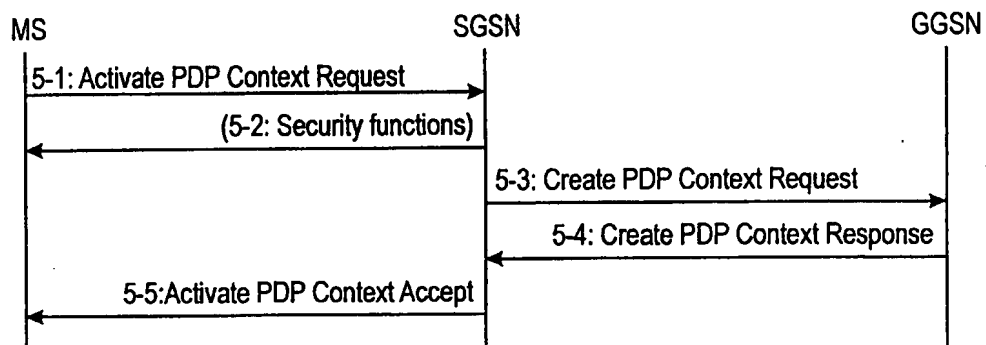 MS SGSN GGSN
5-1: Activate PDP Context Request
(5-2: Security functions)
5-3: Create PDP Context Request
5-4: Create PDP Context Response
5-5:Activate PDP Context Accept